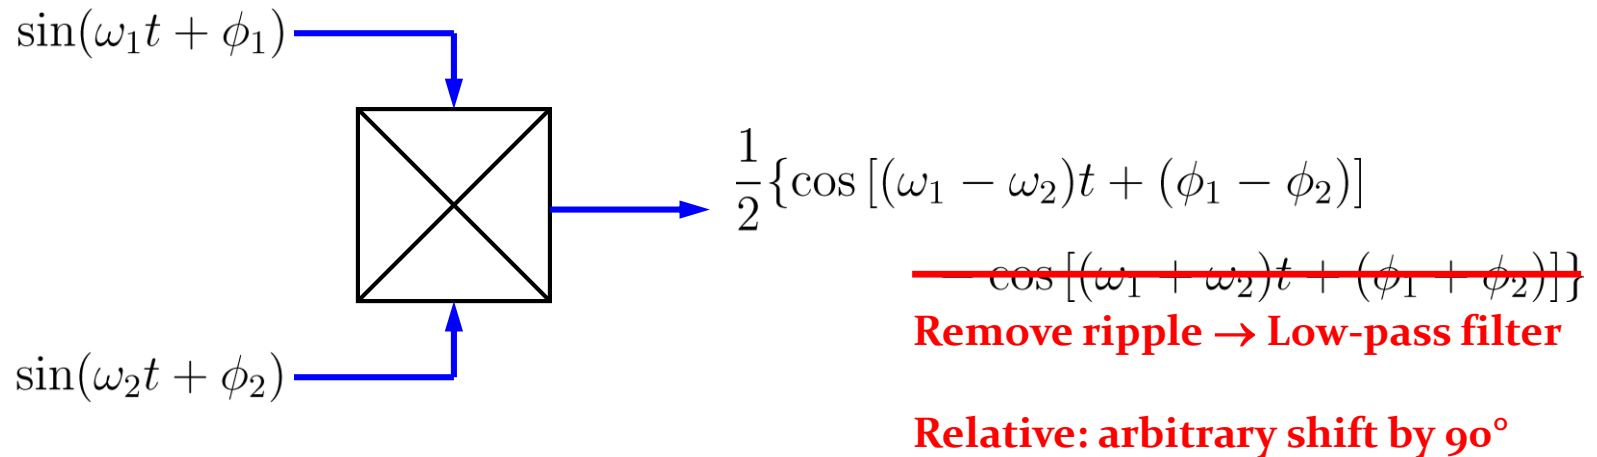 sin(ω₁t + ϕ₁)
1/2 {cos [(ω₁ − ω₂)t + (ϕ₁ − ϕ₂)]
− cos [(ω₁ + ω₂)t + (ϕ₁ + ϕ₂)]}
Remove ripple → Low-pass filter
sin(ω₂t + ϕ₂)
Relative: arbitrary shift by 90°